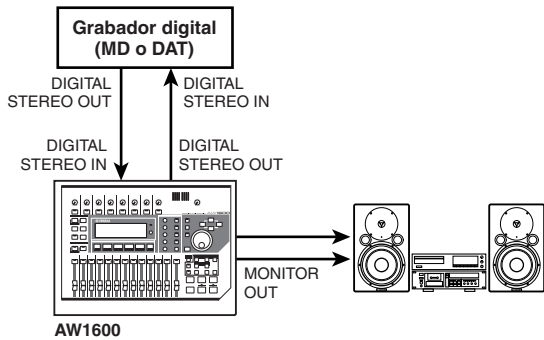 Grabador digital
(MD o DAT)
DIGITAL
STEREO OUT
DIGITAL
STEREO IN
DIGITAL
STEREO IN
DIGITAL
STEREO OUT
MONITOR
OUT
AW1600